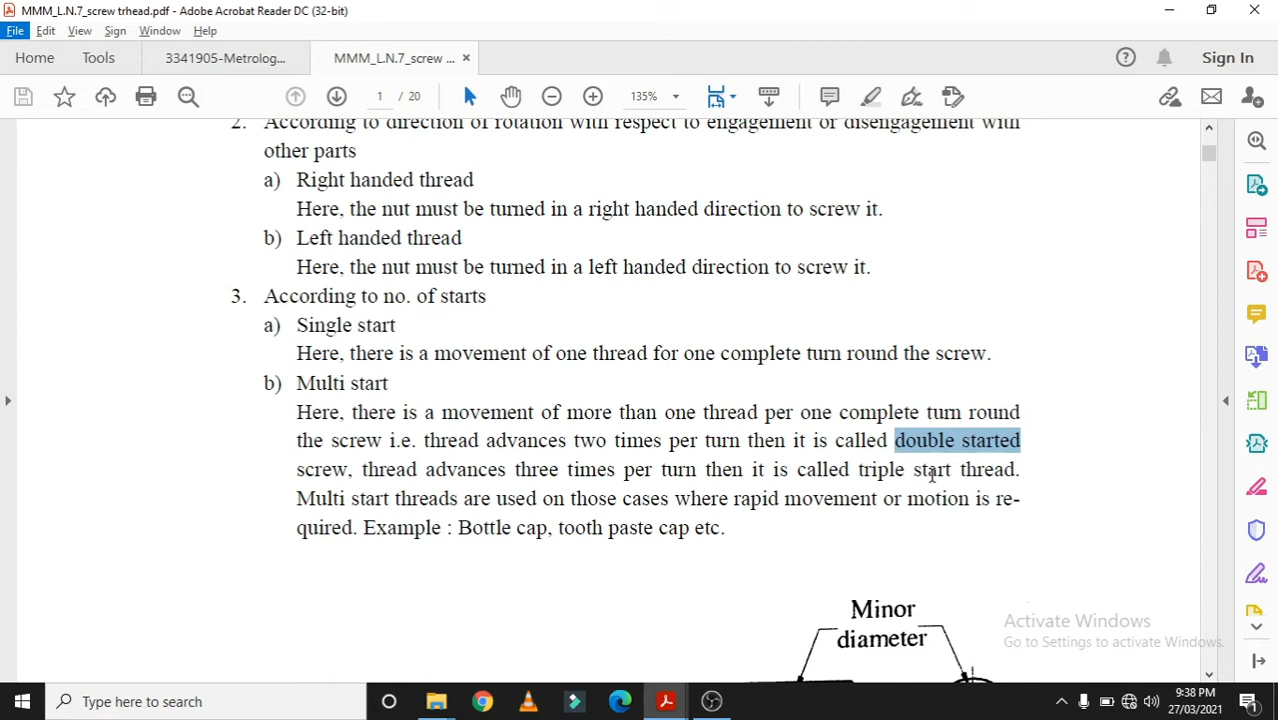 MMM_L.N.7_screw trhead.pdf - Adobe Acrobat Reader DC (32-bit)
File Edit View Sign Window Help
Home Tools 3341905-Metrolog... MMM_L.N.7_screw ... × Sign In
1 / 20 135%
2. According to direction of rotation with respect to engagement or disengagement with
other parts
a) Right handed thread
Here, the nut must be turned in a right handed direction to screw it.
b) Left handed thread
Here, the nut must be turned in a left handed direction to screw it.
3. According to no. of starts
a) Single start
Here, there is a movement of one thread for one complete turn round the screw.
b) Multi start
Here, there is a movement of more than one thread per one complete turn round
the screw i.e. thread advances two times per turn then it is called double started
screw, thread advances three times per turn then it is called triple start thread.
Multi start threads are used on those cases where rapid movement or motion is re-
quired. Example : Bottle cap, tooth paste cap etc.
Minor
diameter
Activate Windows
Go to Settings to activate Windows.
Type here to search
9:38 PM
27/03/2021
1